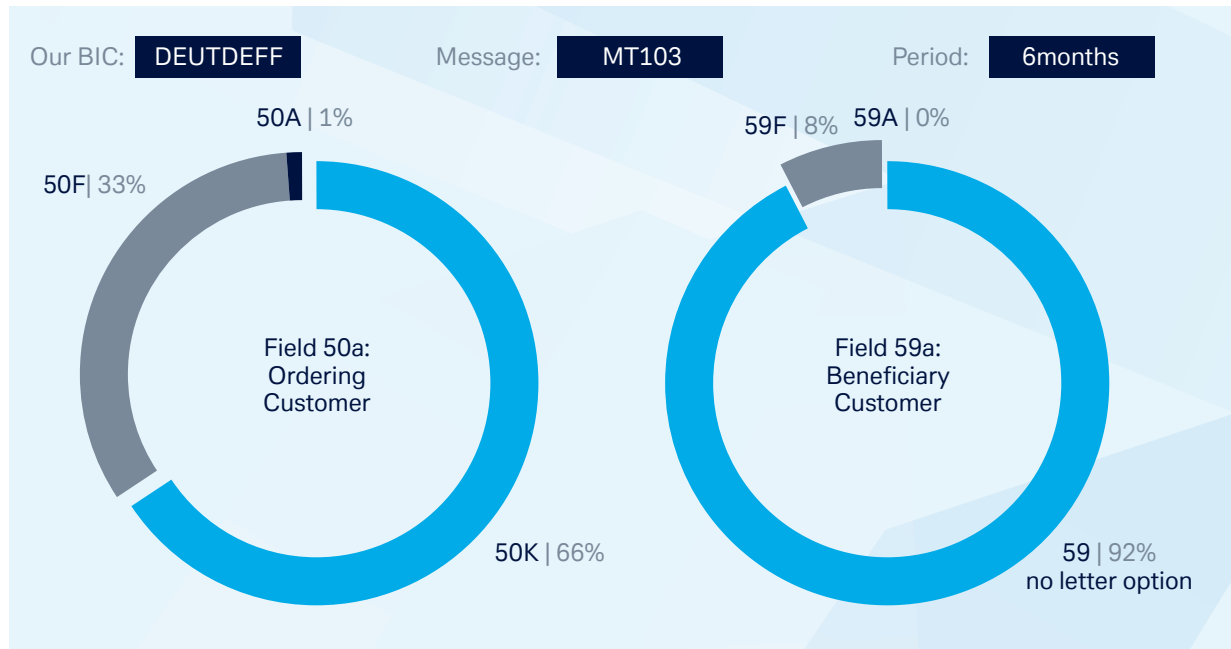 Our BIC: DEUTDEFF Message: MT103 Period: 6months
50A | 1%
59F | 8%
59A | 0%
50F| 33%
Field 50a:
Ordering
Customer
Field 59a:
Beneficiary
Customer
50K | 66%
59 | 92%
no letter option